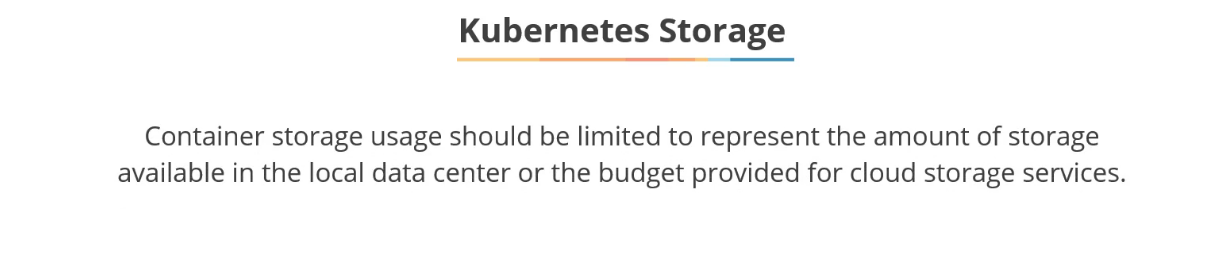 Kubernetes Storage
Container storage usage should be limited to represent the amount of storage
available in the local data center or the budget provided for cloud storage services.